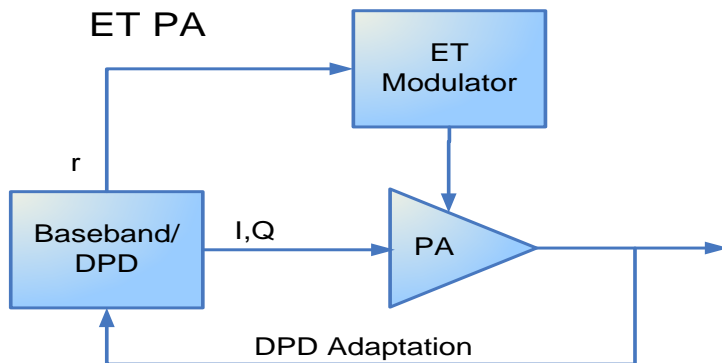 ET PA
ET
Modulator
r
Baseband/
DPD
I,Q
PA
DPD Adaptation